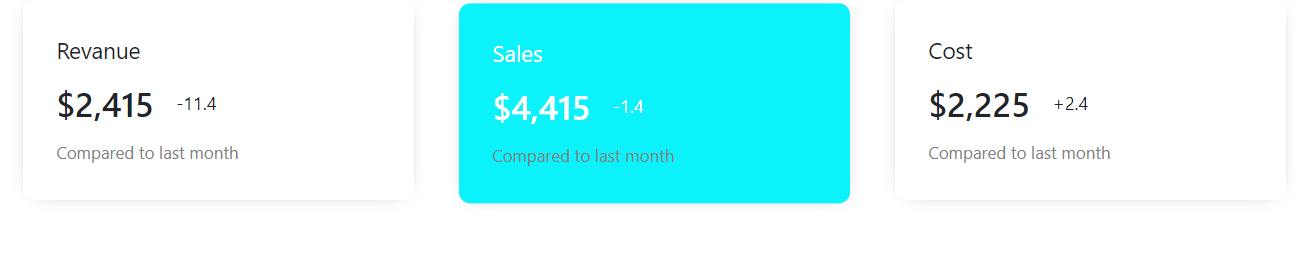 Revanue
$2,415 -11.4
Compared to last month
Sales
$4,415 -1.4
Compared to last month
Cost
$2,225 +2.4
Compared to last month